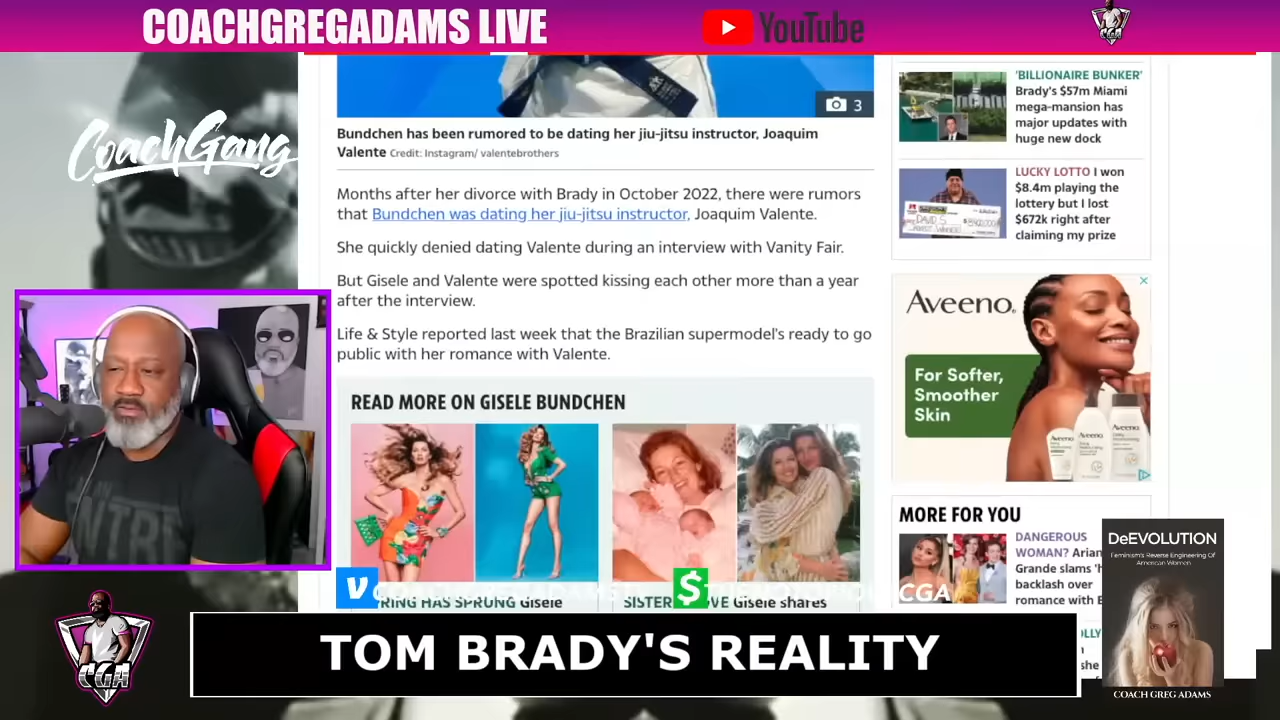 COACHGREGADAMS LIVE
YouTube
CGA
CoachGang
3
Bundchen has been rumored to be dating her jiu-jitsu instructor, Joaquim
Valente Credit: Instagram/ valentebrothers
Months after her divorce with Brady in October 2022, there were rumors
that Bundchen was dating her jiu-jitsu instructor, Joaquim Valente.
She quickly denied dating Valente during an interview with Vanity Fair.
But Gisele and Valente were spotted kissing each other more than a year
after the interview.
Life & Style reported last week that the Brazilian supermodel's ready to go
public with her romance with Valente.
READ MORE ON GISELE BUNDCHEN
RING HAS SPRUNG Gisele
SISTER
VE Gisele shares
'BILLIONAIRE BUNKER'
Brady's $57m Miami
mega-mansion has
major updates with
huge new dock
LUCKY LOTTO I won
$8.4m playing the
lottery but I lost
$672k right after
claiming my prize
Aveeno
For Softer,
Smoother
Skin
MORE FOR YOU
DANGEROUS
WOMAN? Arian
Grande slams 'h
backlash over
romance with E
OLLY
she
CGA
TOM BRADY'S REALITY
DeEVOLUTION
Feminism's Reverse Engineering Of
American Women
COACH GREG ADAMS